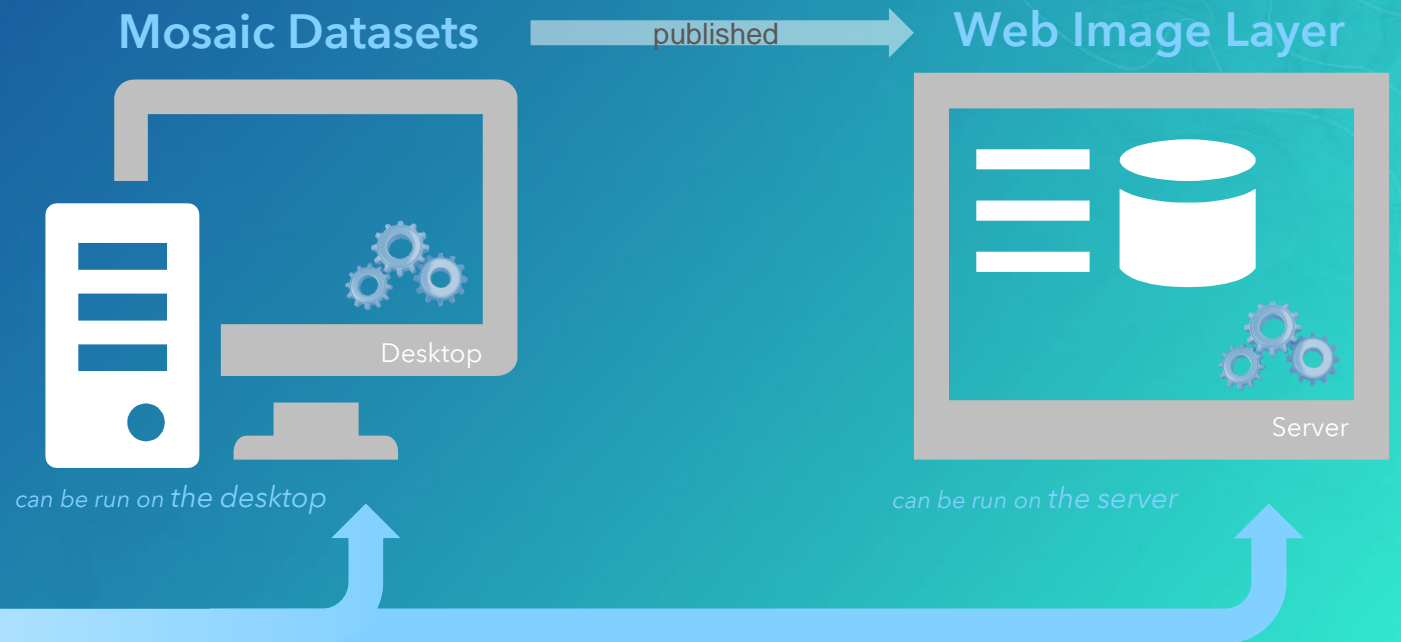 Mosaic Datasets
published
Web Image Layer
Desktop
Server
can be run on the desktop
can be run on the server